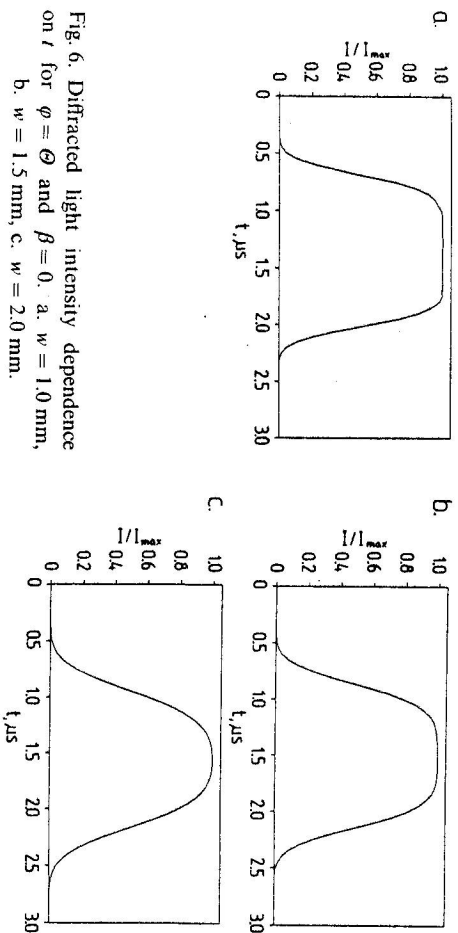 a.
I/I max
1.0
0.8
0.6
0.4
0.2
0
0 0.5 1.0 1.5 2.0 2.5 3.0
t, μs
b.
I/I max
1.0
0.8
0.6
0.4
0.2
0
0 0.5 1.0 1.5 2.0 2.5 3.0
t, μs
c.
I/I max
1.0
0.8
0.6
0.4
0.2
0
0 0.5 1.0 1.5 2.0 2.5 3.0
t, μs
Fig. 6. Diffracted light intensity dependence
on t for φ = Θ and β = 0. a. w = 1.0 mm,
b. w = 1.5 mm, c. w = 2.0 mm.